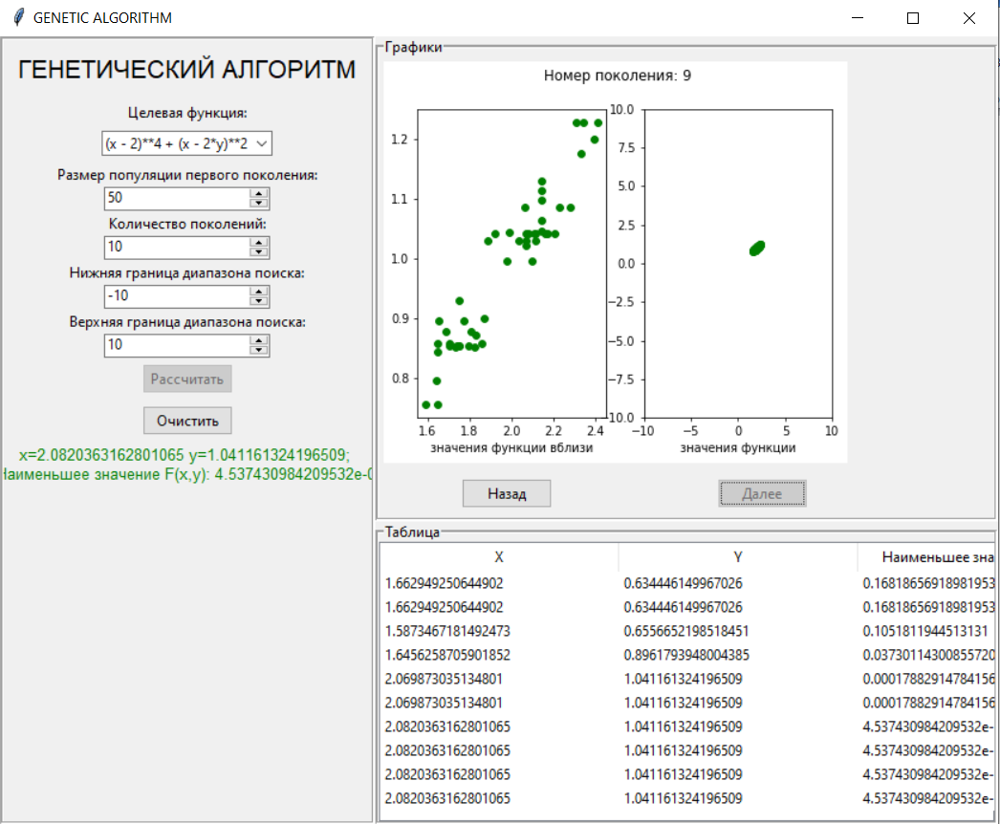 GENETIC ALGORITHM
ГЕНЕТИЧЕСКИЙ АЛГОРИТМ
Целевая функция:
(x - 2)**4 + (x - 2*y)**2
Размер популяции первого поколения:
50
Количество поколений:
10
Нижняя граница диапазона поиска:
-10
Верхняя граница диапазона поиска:
10
Рассчитать
Очистить
x=2.0820363162801065 y=1.041161324196509;
Наименьшее значение F(x,y): 4.537430984209532e-0
Графики
Номер поколения: 9
1.2
1.1
1.0
0.9
0.8
1.6 1.8 2.0 2.2 2.4
значения функции вблизи
10.0
7.5
5.0
2.5
0.0
−2.5
−5.0
−7.5
−10.0
−10 −5 0 5 10
значения функции
Назад
Далее
Таблица
X Y Наименьшее зна
1.662949250644902 0.634446149967026 0.16818656918981953
1.662949250644902 0.634446149967026 0.16818656918981953
1.5873467181492473 0.6556652198518451 0.1051811944513131
1.6456258705901852 0.8961793948004385 0.03730114300855720
2.069873035134801 1.041161324196509 0.00017882914784156
2.069873035134801 1.041161324196509 0.00017882914784156
2.0820363162801065 1.041161324196509 4.537430984209532e-
2.0820363162801065 1.041161324196509 4.537430984209532e-
2.0820363162801065 1.041161324196509 4.537430984209532e-
2.0820363162801065 1.041161324196509 4.537430984209532e-